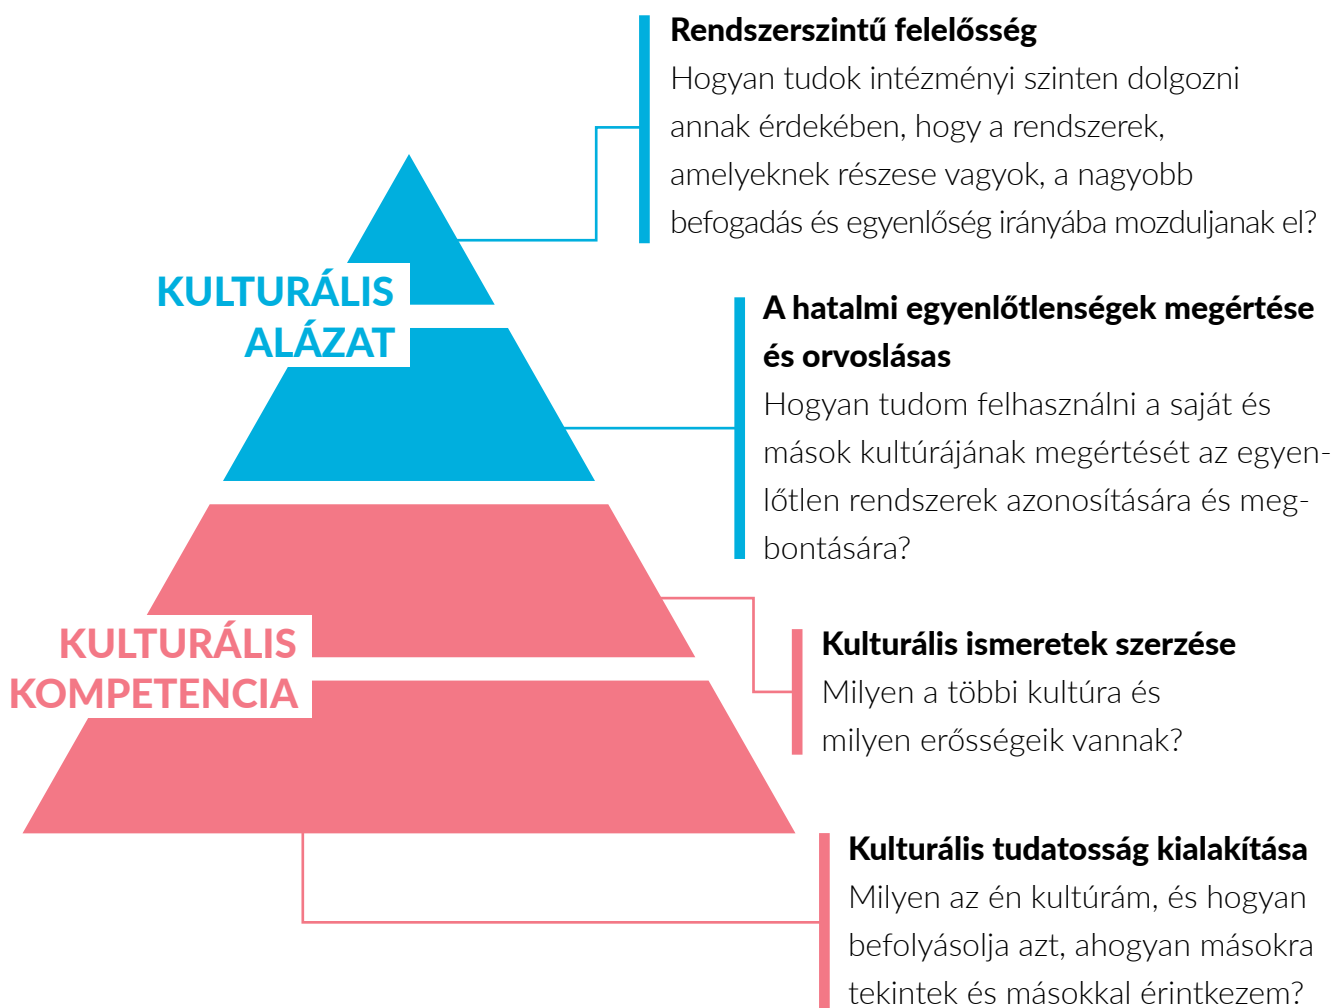 Rendszerszintű felelősség
Hogyan tudok intézményi szinten dolgozni
annak érdekében, hogy a rendszerek,
amelyeknek részese vagyok, a nagyobb
befogadás és egyenlőség irányába mozduljanak el?
KULTURÁLIS
ALÁZAT
A hatalmi egyenlőtlenségek megértése
és orvoslásas
Hogyan tudom felhasználni a saját és
mások kultúrájának megértését az egyen-
lőtlen rendszerek azonosítására és meg-
bontására?
KULTURÁLIS
KOMPETENCIA
Kulturális ismeretek szerzése
Milyen a többi kultúra és
milyen erősségeik vannak?
Kulturális tudatosság kialakítása
Milyen az én kultúrám, és hogyan
befolyásolja azt, ahogyan másokra
tekintek és másokkal érintkezem?